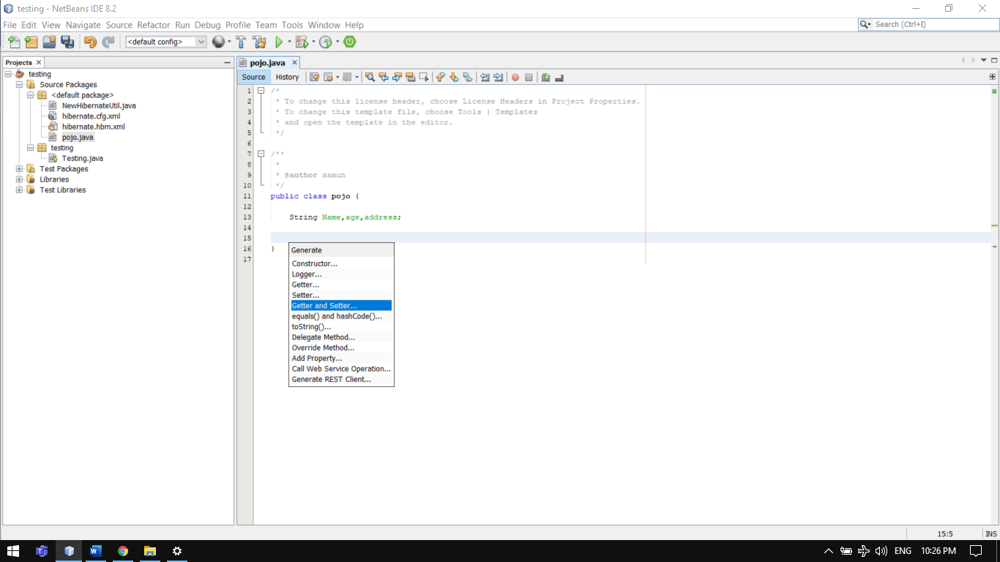 testing - NetBeans IDE 8.2
File Edit View Navigate Source Refactor Run Debug Profile Team Tools Window Help
Search (Ctrl+I)
<default config>
Projects
testing
Source Packages
<default package>
NewHibernateUtil.java
hibernate.cfg.xml
hibernate.hbm.xml
pojo.java
testing
Testing.java
Test Packages
Libraries
Test Libraries
pojo.java
Source History
1 /*
2 * To change this license header, choose License Headers in Project Properties.
3 * To change this template file, choose Tools | Templates
4 * and open the template in the editor.
5 */
6
7 /**
8 *
9 * @author samun
10 */
11 public class pojo {
12
13 String Name,age,address;
14
15
16 }
17
Generate
Constructor...
Logger...
Getter...
Setter...
Getter and Setter...
equals() and hashCode()...
toString()...
Delegate Method...
Override Method...
Add Property...
Call Web Service Operation...
Generate REST Client...
15:5 INS
ENG 10:26 PM